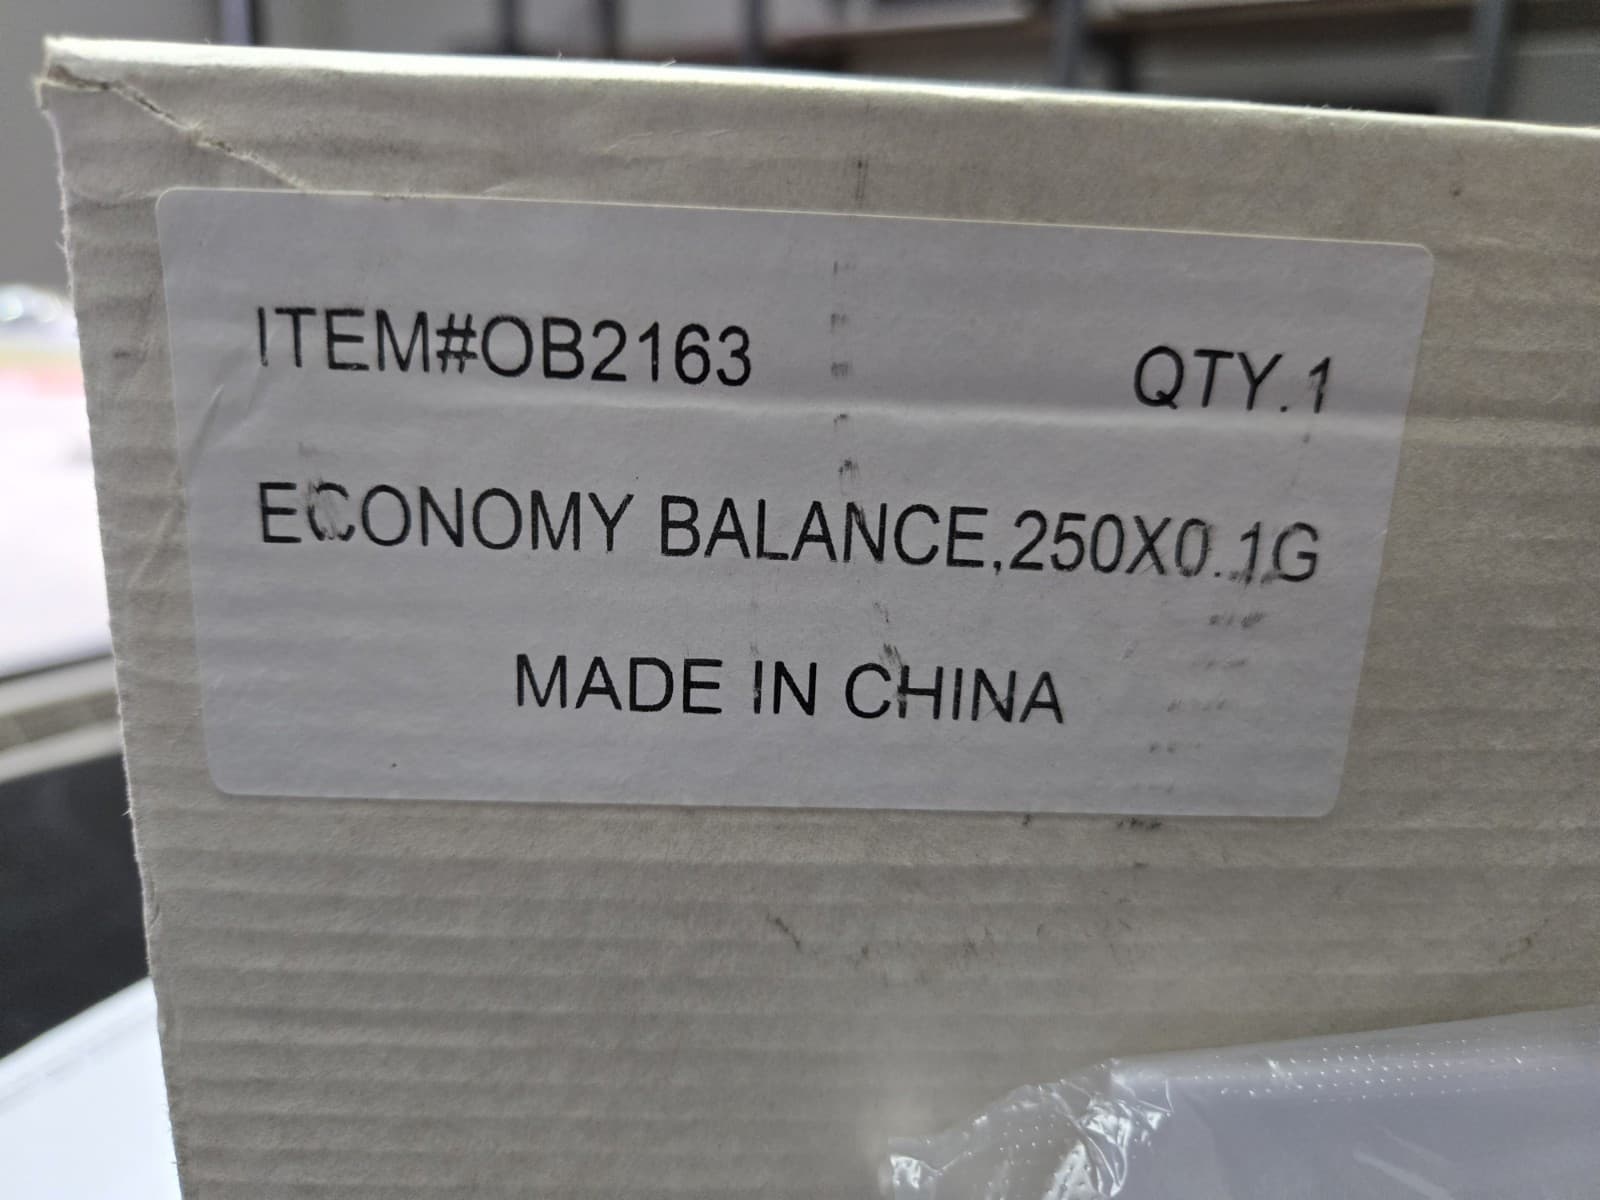 ITEM#OB2163 QTY.1
ECONOMY BALANCE,250X0.1G
MADE IN CHINA